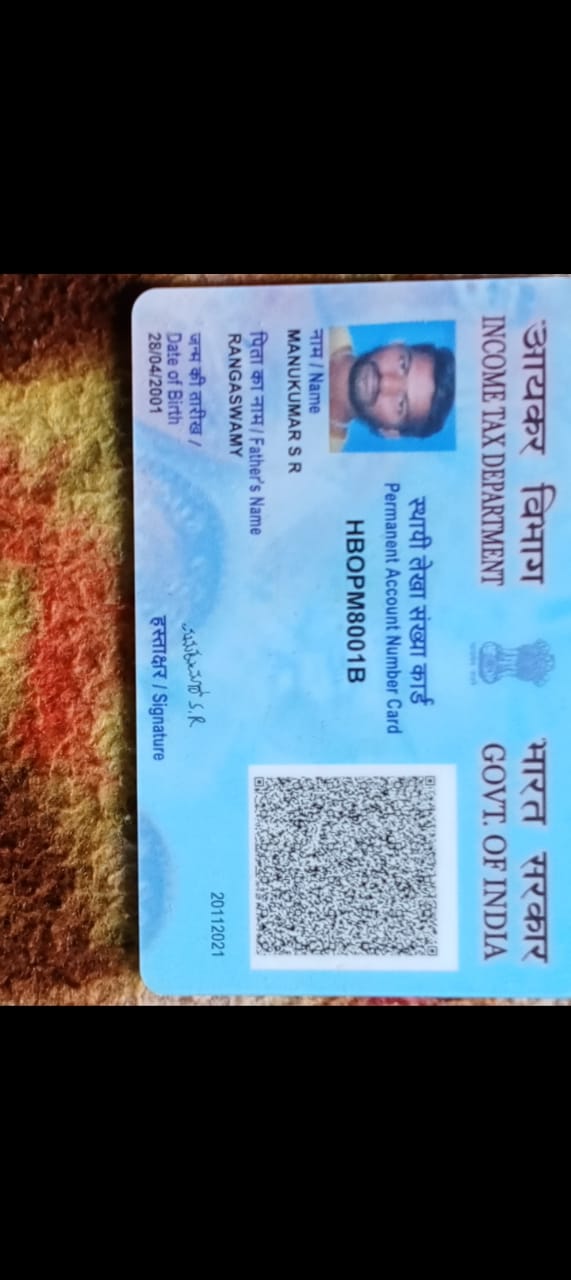 आयकर विभाग
INCOME TAX DEPARTMENT
भारत सरकार
GOVT. OF INDIA
स्थायी लेखा संख्या कार्ड
Permanent Account Number Card
HBOPM8001B
नाम / Name
MANUKUMAR S R
पिता का नाम / Father's Name
RANGASWAMY
जन्म की तारीख /
Date of Birth
28/04/2001
ಮನುಕುಮಾರ್ S.R
हस्ताक्षर / Signature
20112021